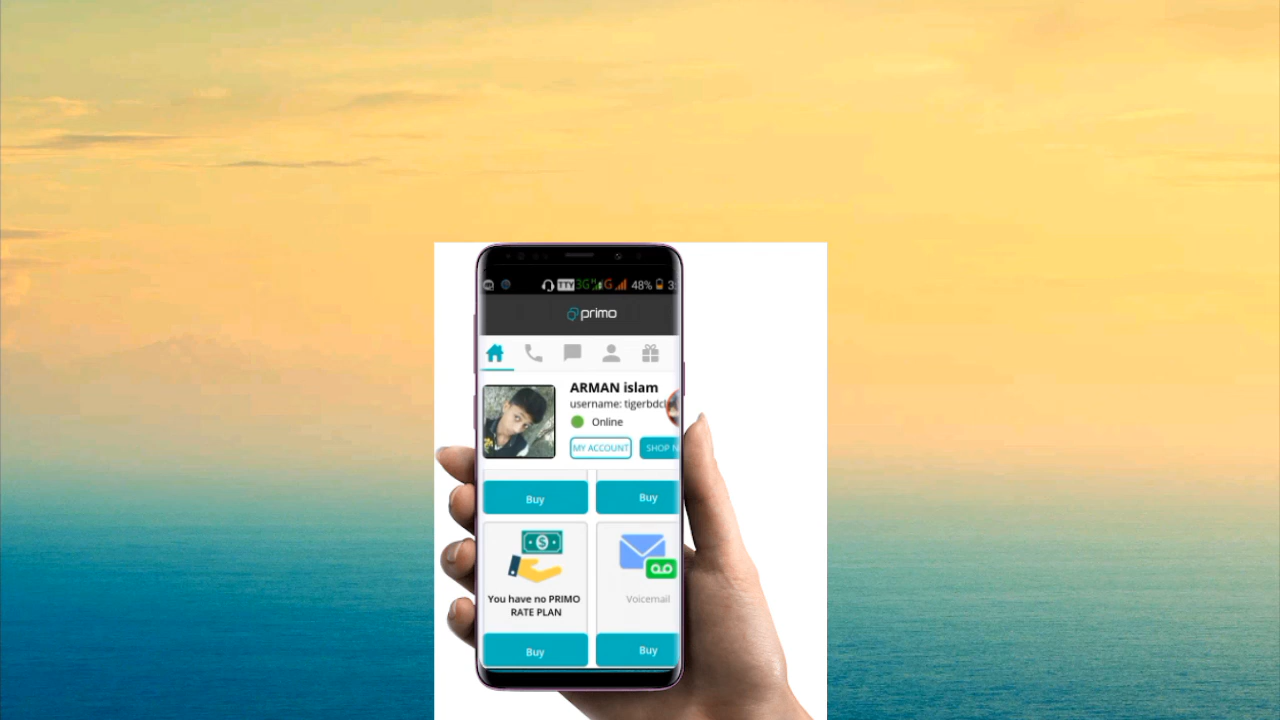 TTY 3G H G 48% 3:
primo
ARMAN islam
username: tigerbdcl
Online
MY ACCOUNT SHOP N
Buy Buy
You have no PRIMO
RATE PLAN
Voicemail
Buy Buy